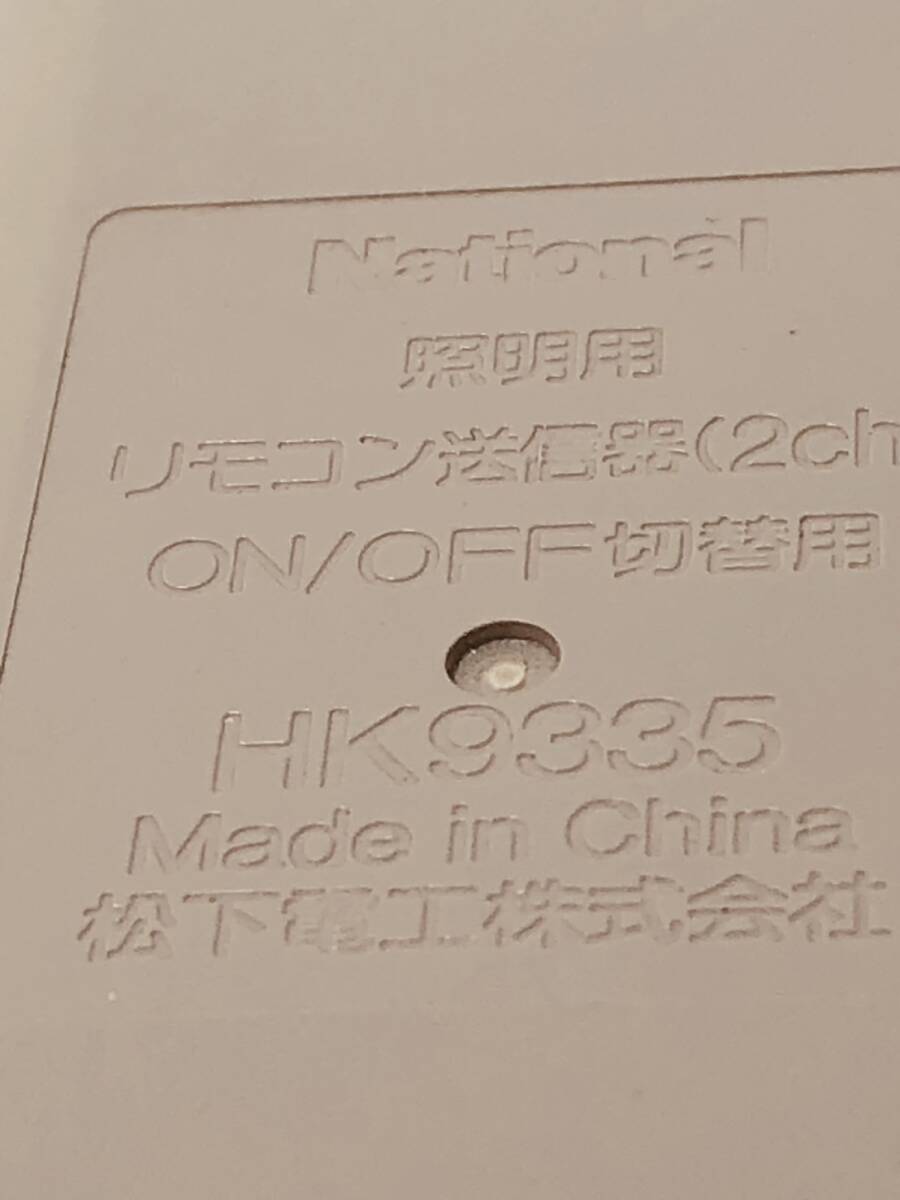 National
照明用
リモコン送信器(2ch
ON/OFF切替用
HK9335
Made in China
松下電工株式会社